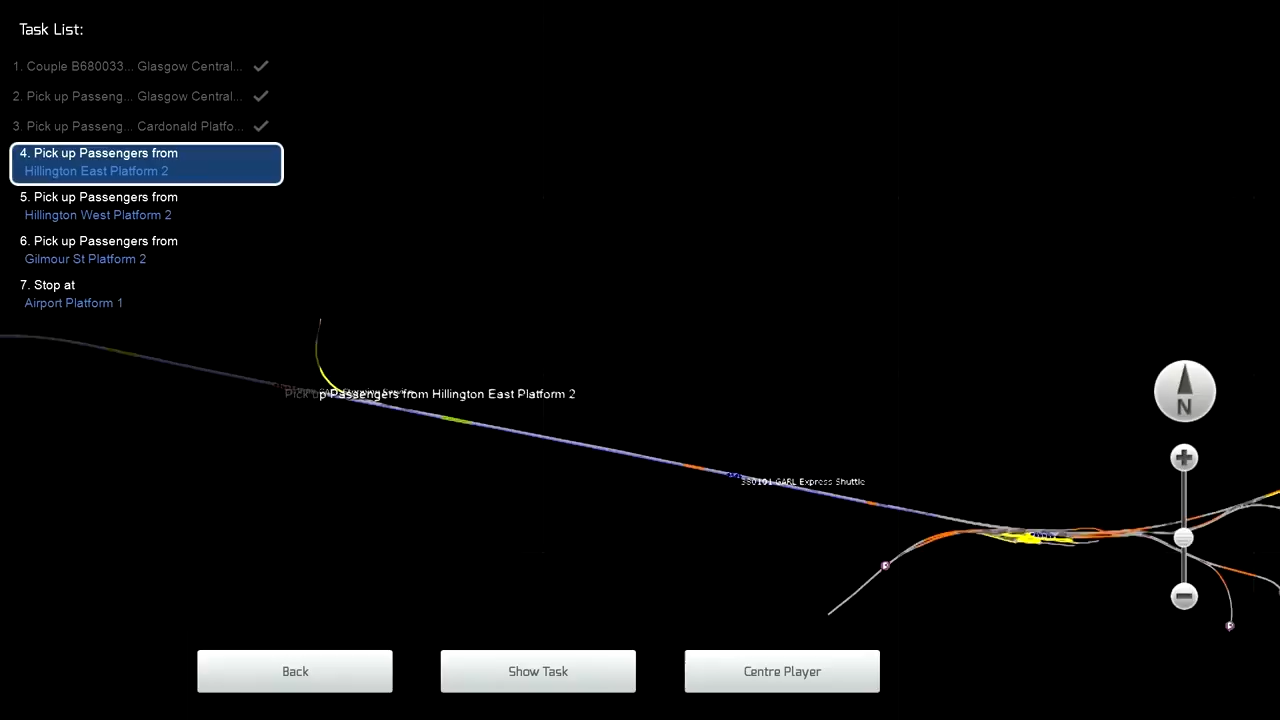 Task List:
1. Couple B680033... Glasgow Central...
2. Pick up Passeng... Glasgow Central...
3. Pick up Passeng... Cardonald Platfo...
4. Pick up Passengers from
Hillington East Platform 2
5. Pick up Passengers from
Hillington West Platform 2
6. Pick up Passengers from
Gilmour St Platform 2
7. Stop at
Airport Platform 1
Pick up Passengers from Hillington East Platform 2
380101 GARL Express Shuttle
N
Back
Show Task
Centre Player